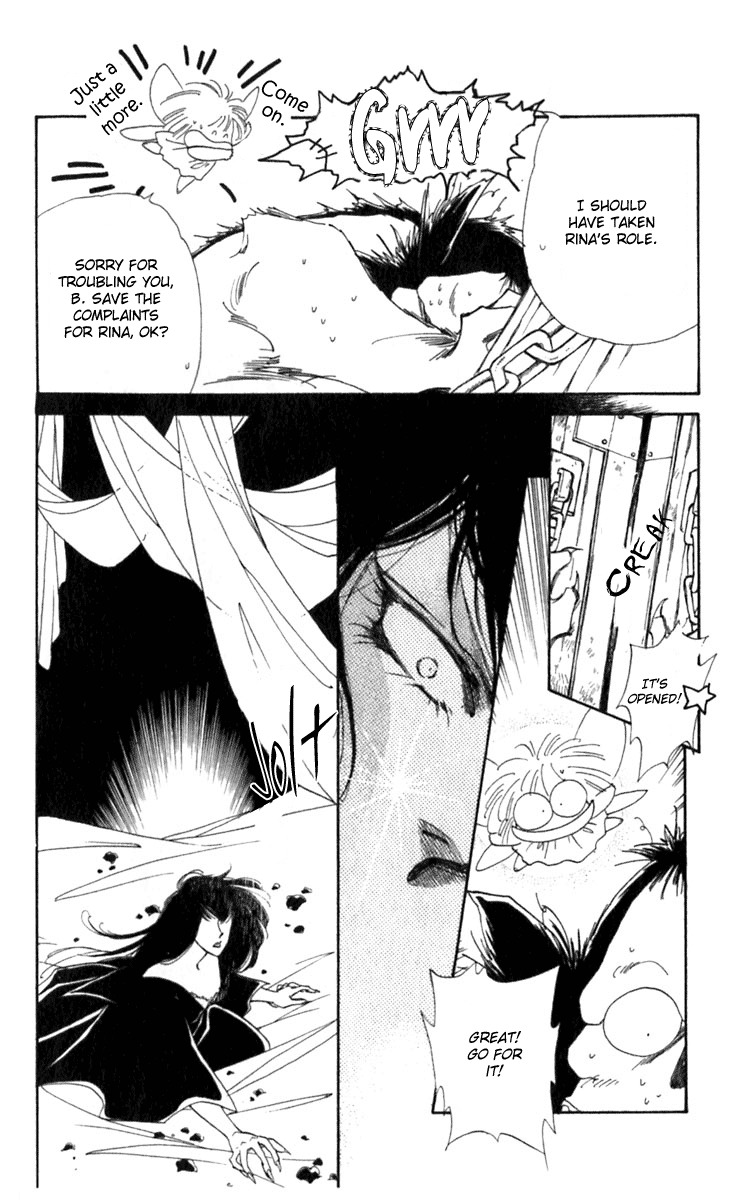 I SHOULD
HAVE TAKEN
RINA'S ROLE.
Grrr
Come
on.
Just a
little
more.
SORRY FOR
TROUBLING YOU,
B. SAVE THE
COMPLAINTS
FOR RINA, OK?
CREAK
IT'S
OPENED!
GREAT!
GO FOR
IT!
Jolt